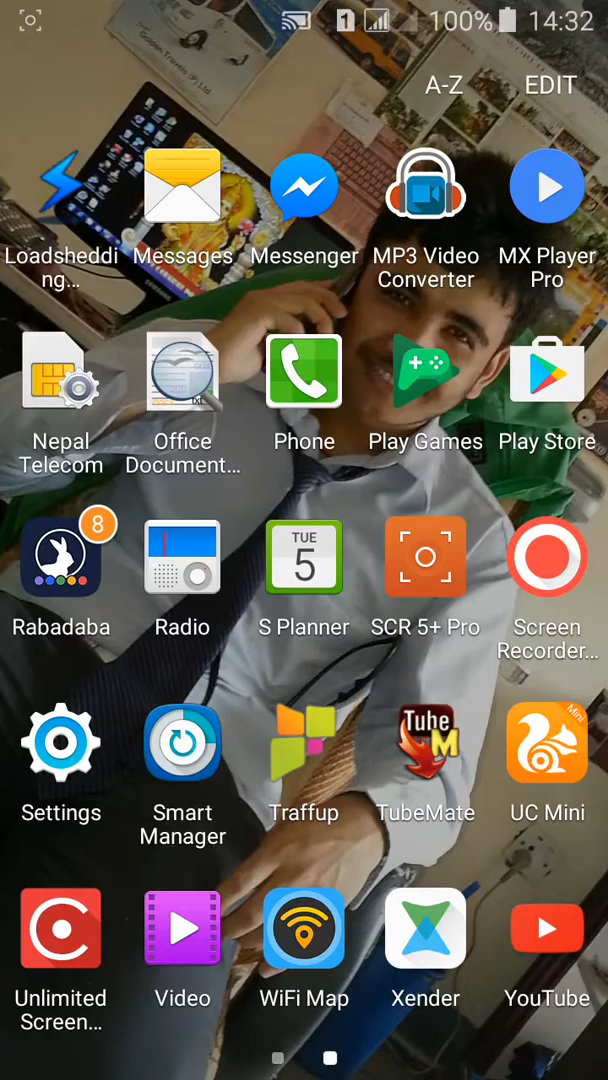 1 100% 14:32
A-Z EDIT
Loadsheddi
ng...
Messages
Messenger
MP3 Video
Converter
MX Player
Pro
Nepal
Telecom
Office
Document...
Phone
Play Games
Play Store
8
Rabadaba
Radio
TUE
5
S Planner
SCR 5+ Pro
Screen
Recorder...
Settings
Smart
Manager
Traffup
Tube
M
TubeMate
Mini
UC Mini
Unlimited
Screen...
Video
WiFi Map
Xender
YouTube